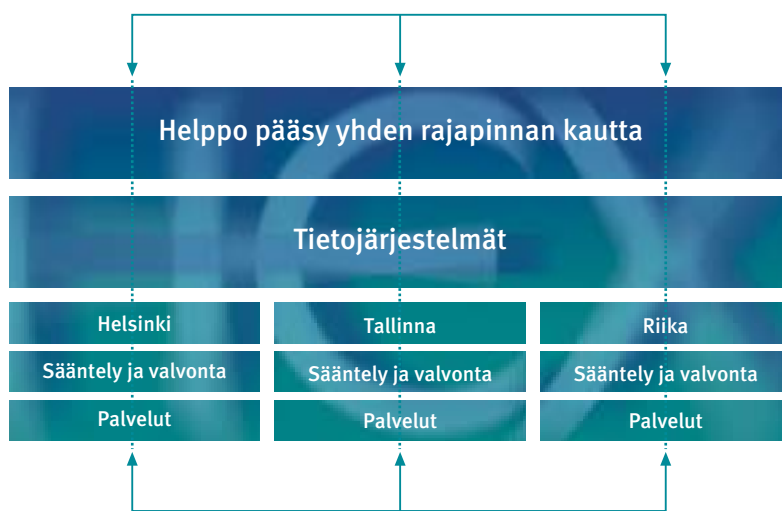 Helppo pääsy yhden rajapinnan kautta
Tietojärjestelmät
Helsinki Tallinna Riika
Sääntely ja valvonta Sääntely ja valvonta Sääntely ja valvonta
Palvelut Palvelut Palvelut